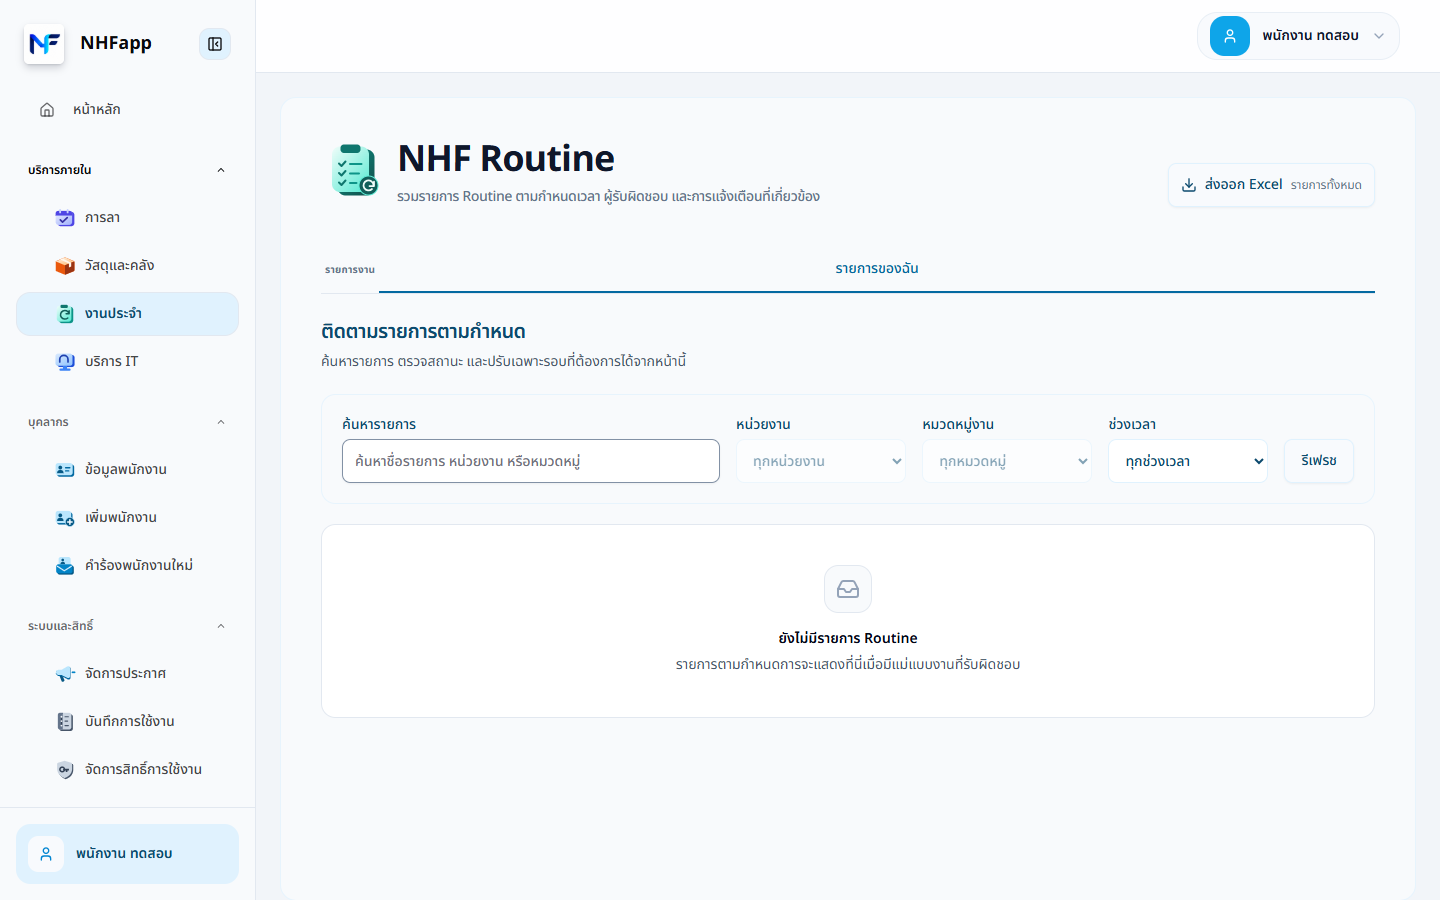 NHFapp
พนักงาน ทดสอบ
หน้าหลัก
บริการภายใน
การลา
วัสดุและคลัง
งานประจำ
บริการ IT
บุคลากร
ข้อมูลพนักงาน
เพิ่มพนักงาน
คำร้องพนักงานใหม่
ระบบและสิทธิ์
จัดการประกาศ
บันทึกการใช้งาน
จัดการสิทธิ์การใช้งาน
พนักงาน ทดสอบ
NHF Routine
รวมรายการ Routine ตามกำหนดเวลา ผู้รับผิดชอบ และการแจ้งเตือนที่เกี่ยวข้อง
ส่งออก Excel รายการทั้งหมด
รายการงาน
รายการของฉัน
ติดตามรายการตามกำหนด
ค้นหารายการ ตรวจสถานะ และปรับเฉพาะรอบที่ต้องการได้จากหน้านี้
ค้นหารายการ
หน่วยงาน
หมวดหมู่งาน
ช่วงเวลา
ค้นหาชื่อรายการ หน่วยงาน หรือหมวดหมู่
ทุกหน่วยงาน
ทุกหมวดหมู่
ทุกช่วงเวลา
รีเฟรช
ยังไม่มีรายการ Routine
รายการตามกำหนดการจะแสดงที่นี่เมื่อมีแม่แบบงานที่รับผิดชอบ